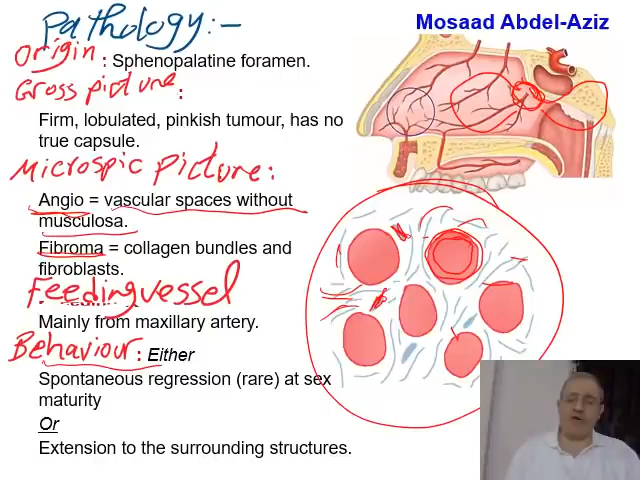 Pathology:-
Mosaad Abdel-Aziz
Origin : Sphenopalatine foramen.
Gross picture :
Firm, lobulated, pinkish tumour, has no
true capsule.
Microspic picture:
Angio = vascular spaces without
musculosa.
Fibroma = collagen bundles and
fibroblasts.
Feeding vessel
Mainly from maxillary artery.
Behaviour: Either
Spontaneous regression (rare) at sex
maturity
Or
Extension to the surrounding structures.